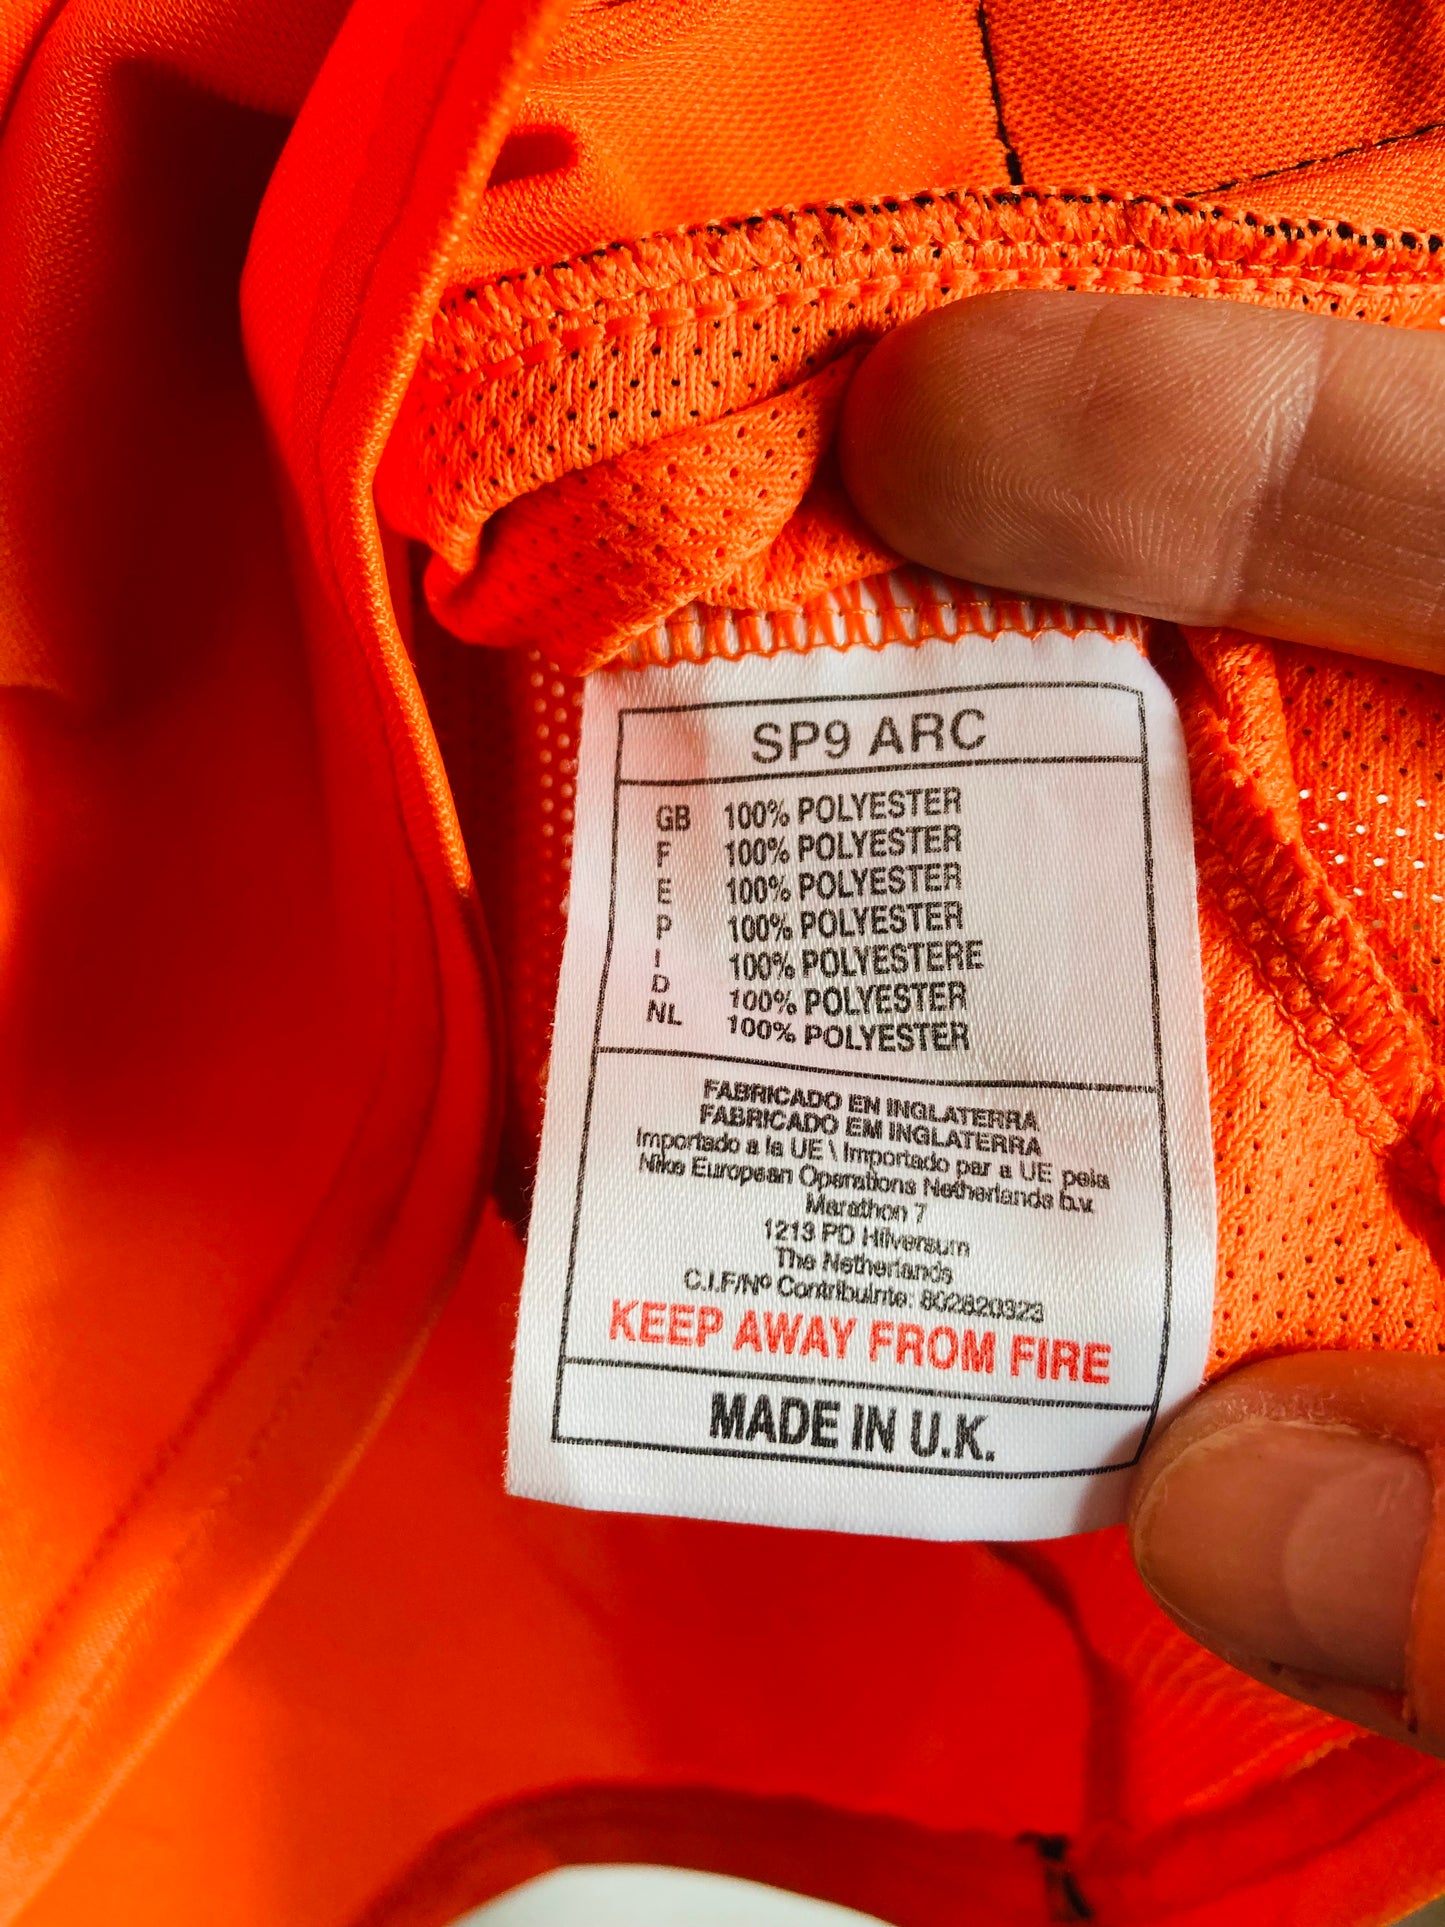 SP9 ARC
GB 100% POLYESTER
F 100% POLYESTER
E 100% POLYESTER
P 100% POLYESTER
I 100% POLYESTERE
D 100% POLYESTER
NL 100% POLYESTER
FABRICADO EN INGLATERRA
FABRICADO EM INGLATERRA
Importado a la UE \ Importado par a UE pela
Nike European Operations Netherlands b.v.
Marathon 7
1213 PD Hilversum
The Netherlands
C.I.F/Nº Contribuinte: 802820323
KEEP AWAY FROM FIRE
MADE IN U.K.